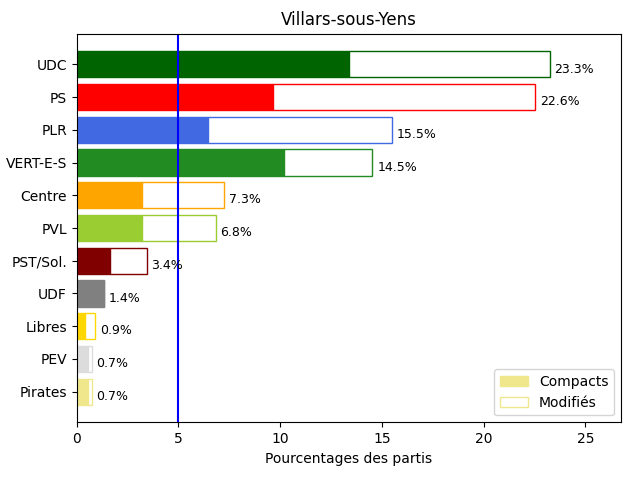 Villars-sous-Yens
UDC 23.3%
PS 22.6%
PLR 15.5%
VERT-E-S 14.5%
Centre 7.3%
PVL 6.8%
PST/Sol. 3.4%
UDF 1.4%
Libres 0.9%
PEV 0.7%
Pirates 0.7%
Compacts
Modifiés
0 5 10 15 20 25
Pourcentages des partis